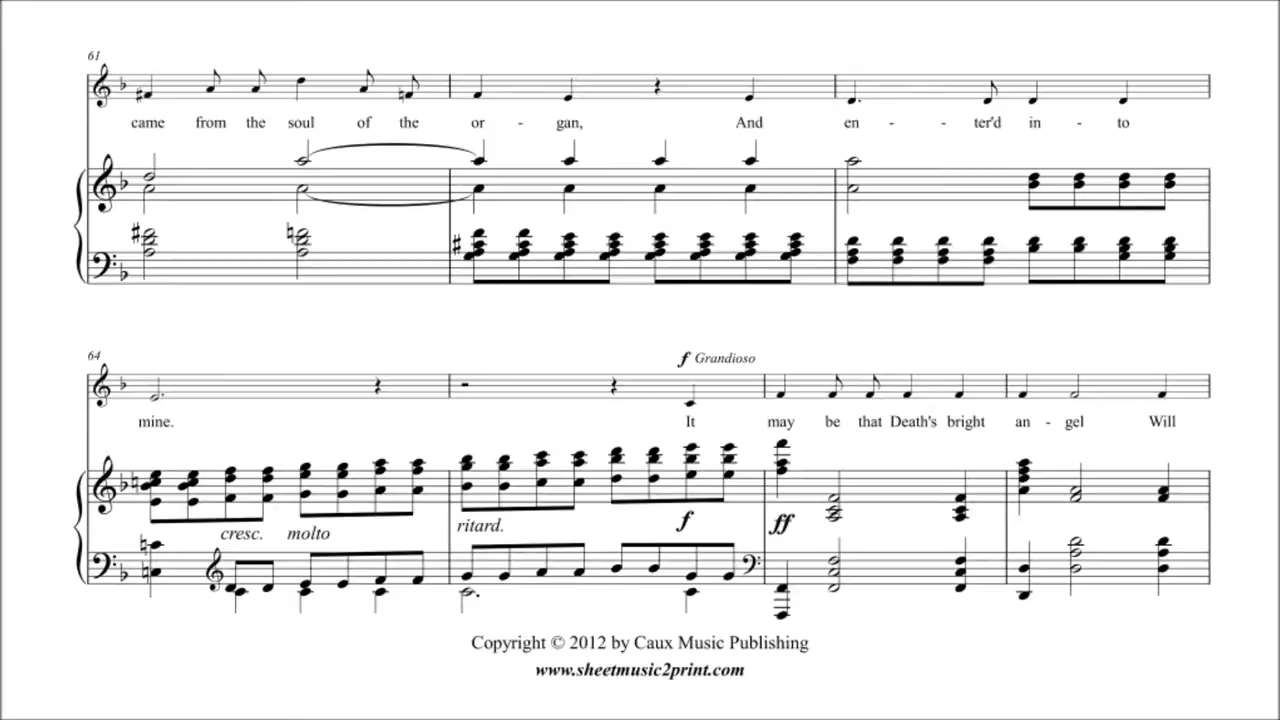 61
came from the soul of the or - gan, And en - - ter'd in - to
64
f Grandioso
mine. It may be that Death's bright an - gel Will
cresc. molto ritard. f ff
Copyright © 2012 by Caux Music Publishing
www.sheetmusic2print.com